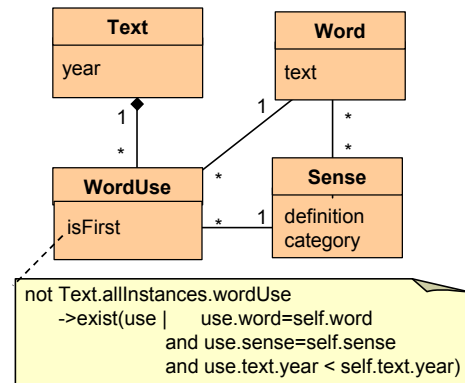 Text
year
Word
text
1
*
1
*
*
*
WordUse
isFirst
*
1
Sense
definition
category
not Text.allInstances.wordUse
->exist(use | use.word=self.word
and use.sense=self.sense
and use.text.year < self.text.year)